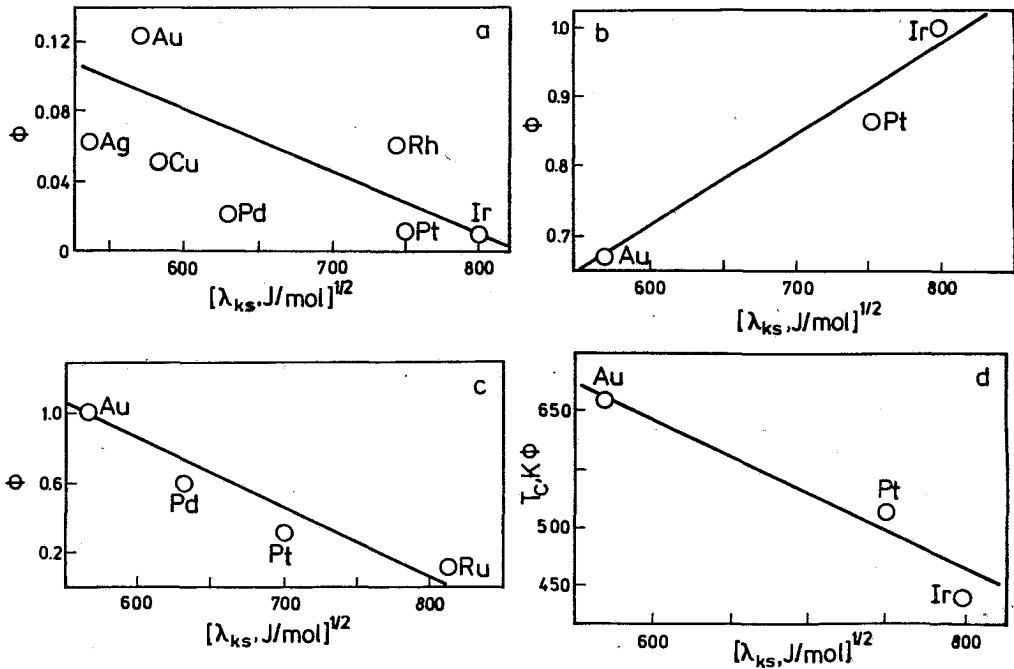 a
0.12
0.08
0.04
0
Φ
Au
Ag
Cu
Pd
Rh
Pt
Ir
600 700 800
[λks,J/mol]1/2
b
1.0
0.9
0.8
0.7
Φ
Ir
Pt
Au
600 700 800
[λks,J/mol]1/2
c
1.0
0.6
0.2
Φ
Au
Pd
Pt
Ru
600 700 800
[λks,J/mol]1/2
d
650
500
450
TC,K Φ
Au
Pt
Ir
600 800
[λks,J/mol]1/2